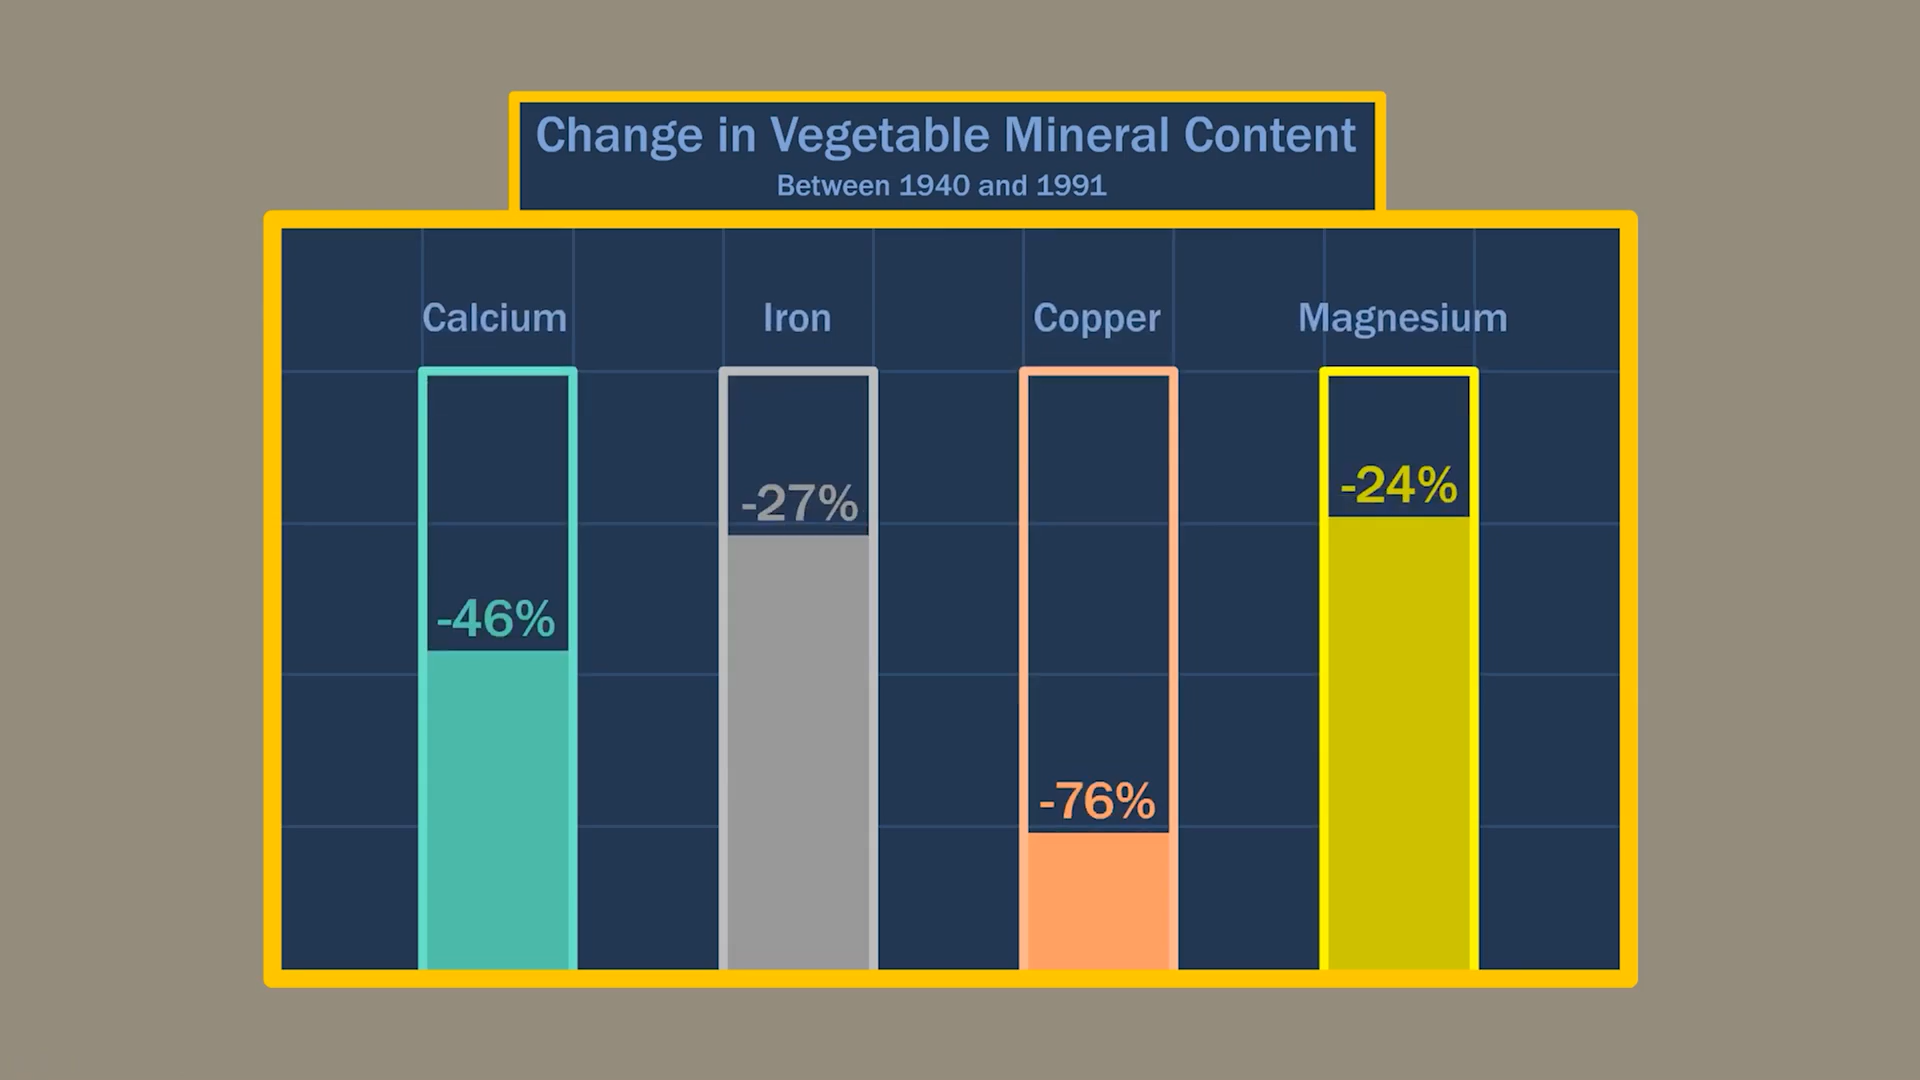 Change in Vegetable Mineral Content
Between 1940 and 1991
Calcium
Iron
Copper
Magnesium
-46%
-27%
-76%
-24%